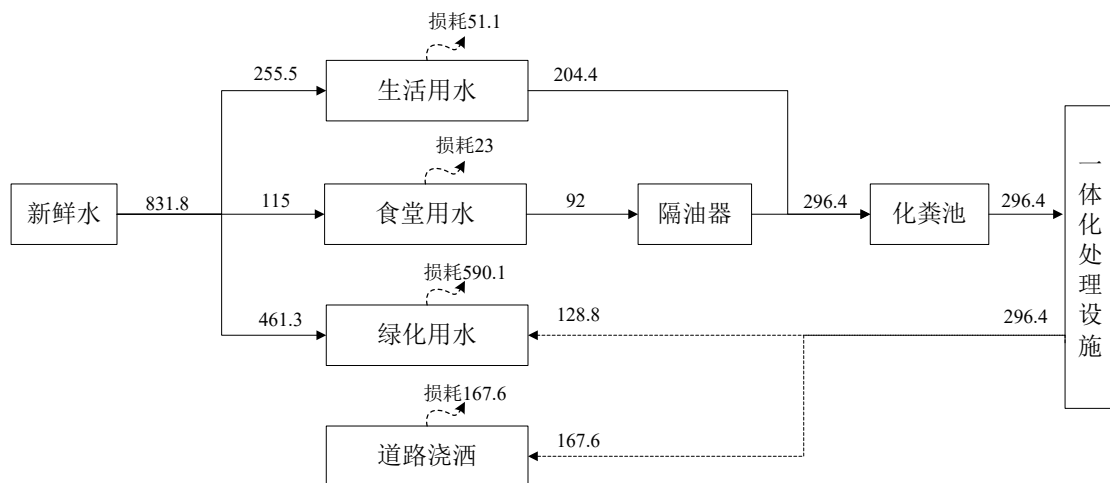 损耗51.1
255.5
生活用水
204.4
损耗23
新鲜水
831.8
115
食堂用水
92
隔油器
296.4
化粪池
296.4
一体化处理设施
损耗590.1
461.3
绿化用水
128.8
296.4
损耗167.6
道路浇洒
167.6